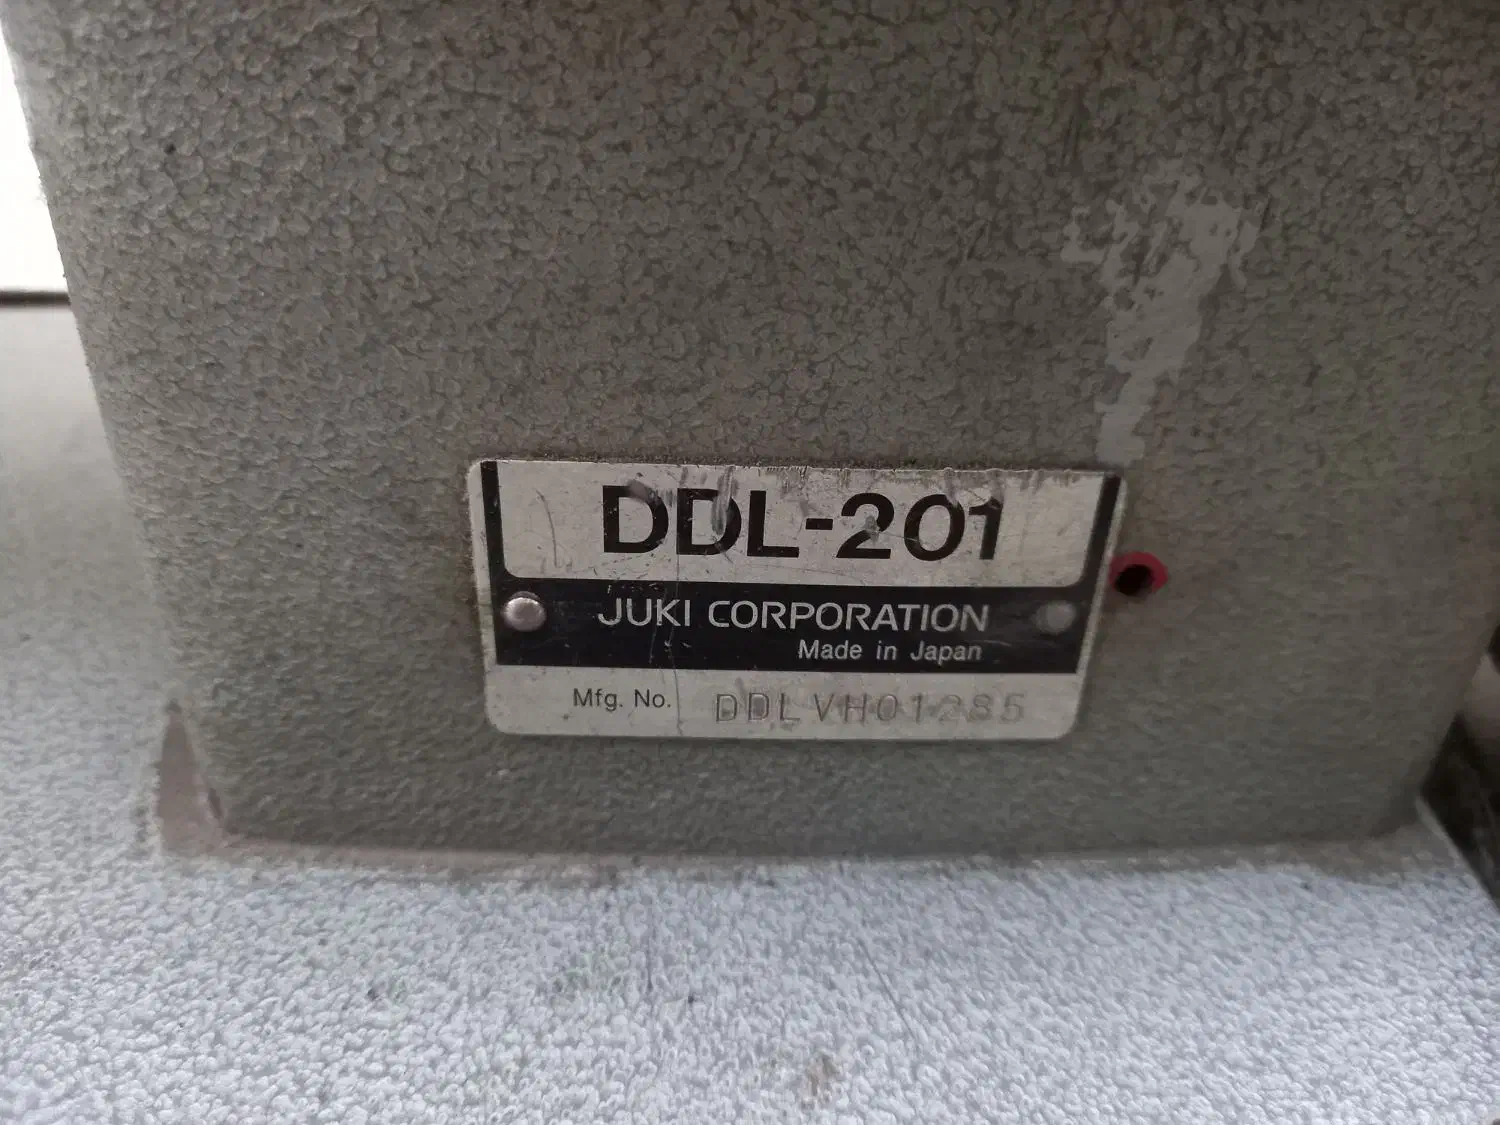 DDL-201
JUKI CORPORATION
Made in Japan
Mfg. No. DDLVH01285